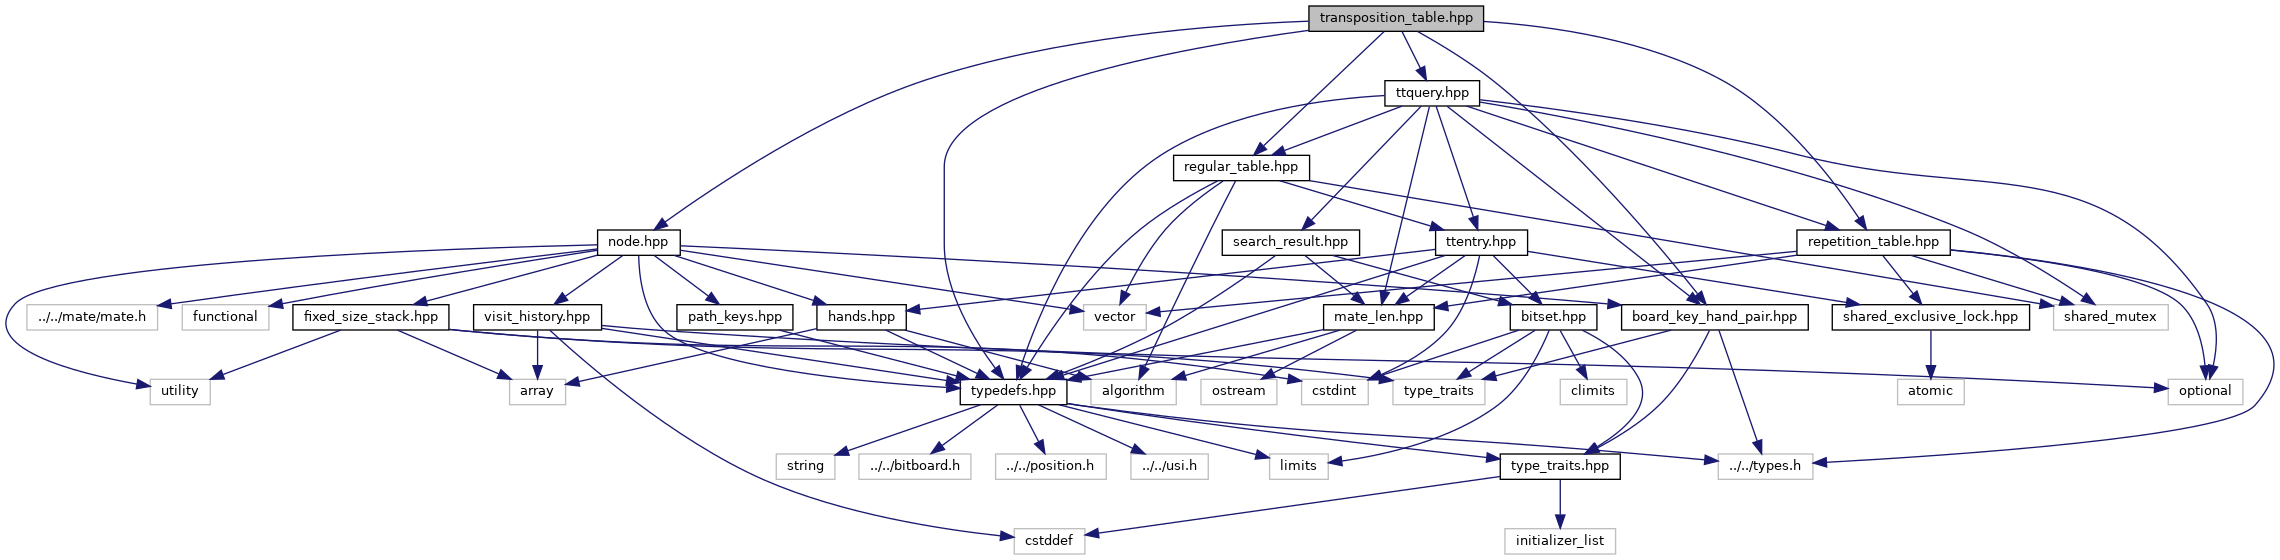 transposition_table.hpp
ttquery.hpp
regular_table.hpp
node.hpp
search_result.hpp
ttentry.hpp
repetition_table.hpp
../../mate/mate.h
functional
fixed_size_stack.hpp
visit_history.hpp
path_keys.hpp
hands.hpp
vector
mate_len.hpp
bitset.hpp
board_key_hand_pair.hpp
shared_exclusive_lock.hpp
shared_mutex
utility
array
typedefs.hpp
algorithm
ostream
cstdint
type_traits
climits
atomic
optional
string
../../bitboard.h
../../position.h
../../usi.h
limits
type_traits.hpp
../../types.h
cstddef
initializer_list